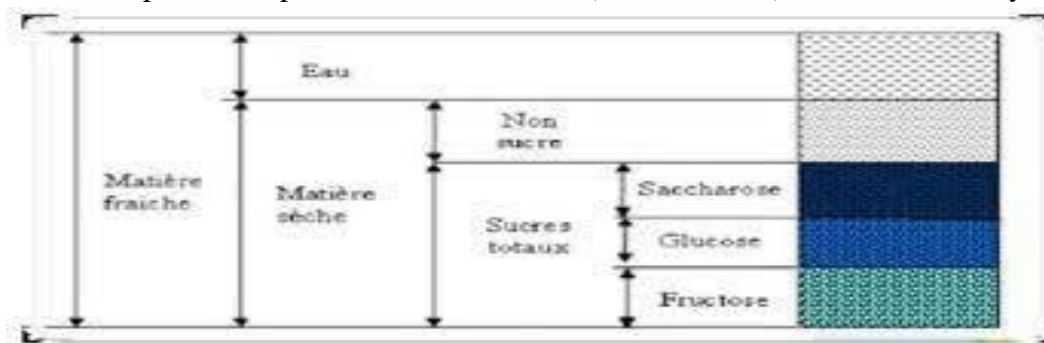 Eau
Non
sucre
Matière
fraiche
Matière
sèche
Saccharose
Sucres
totaux
Glucose
Fructose